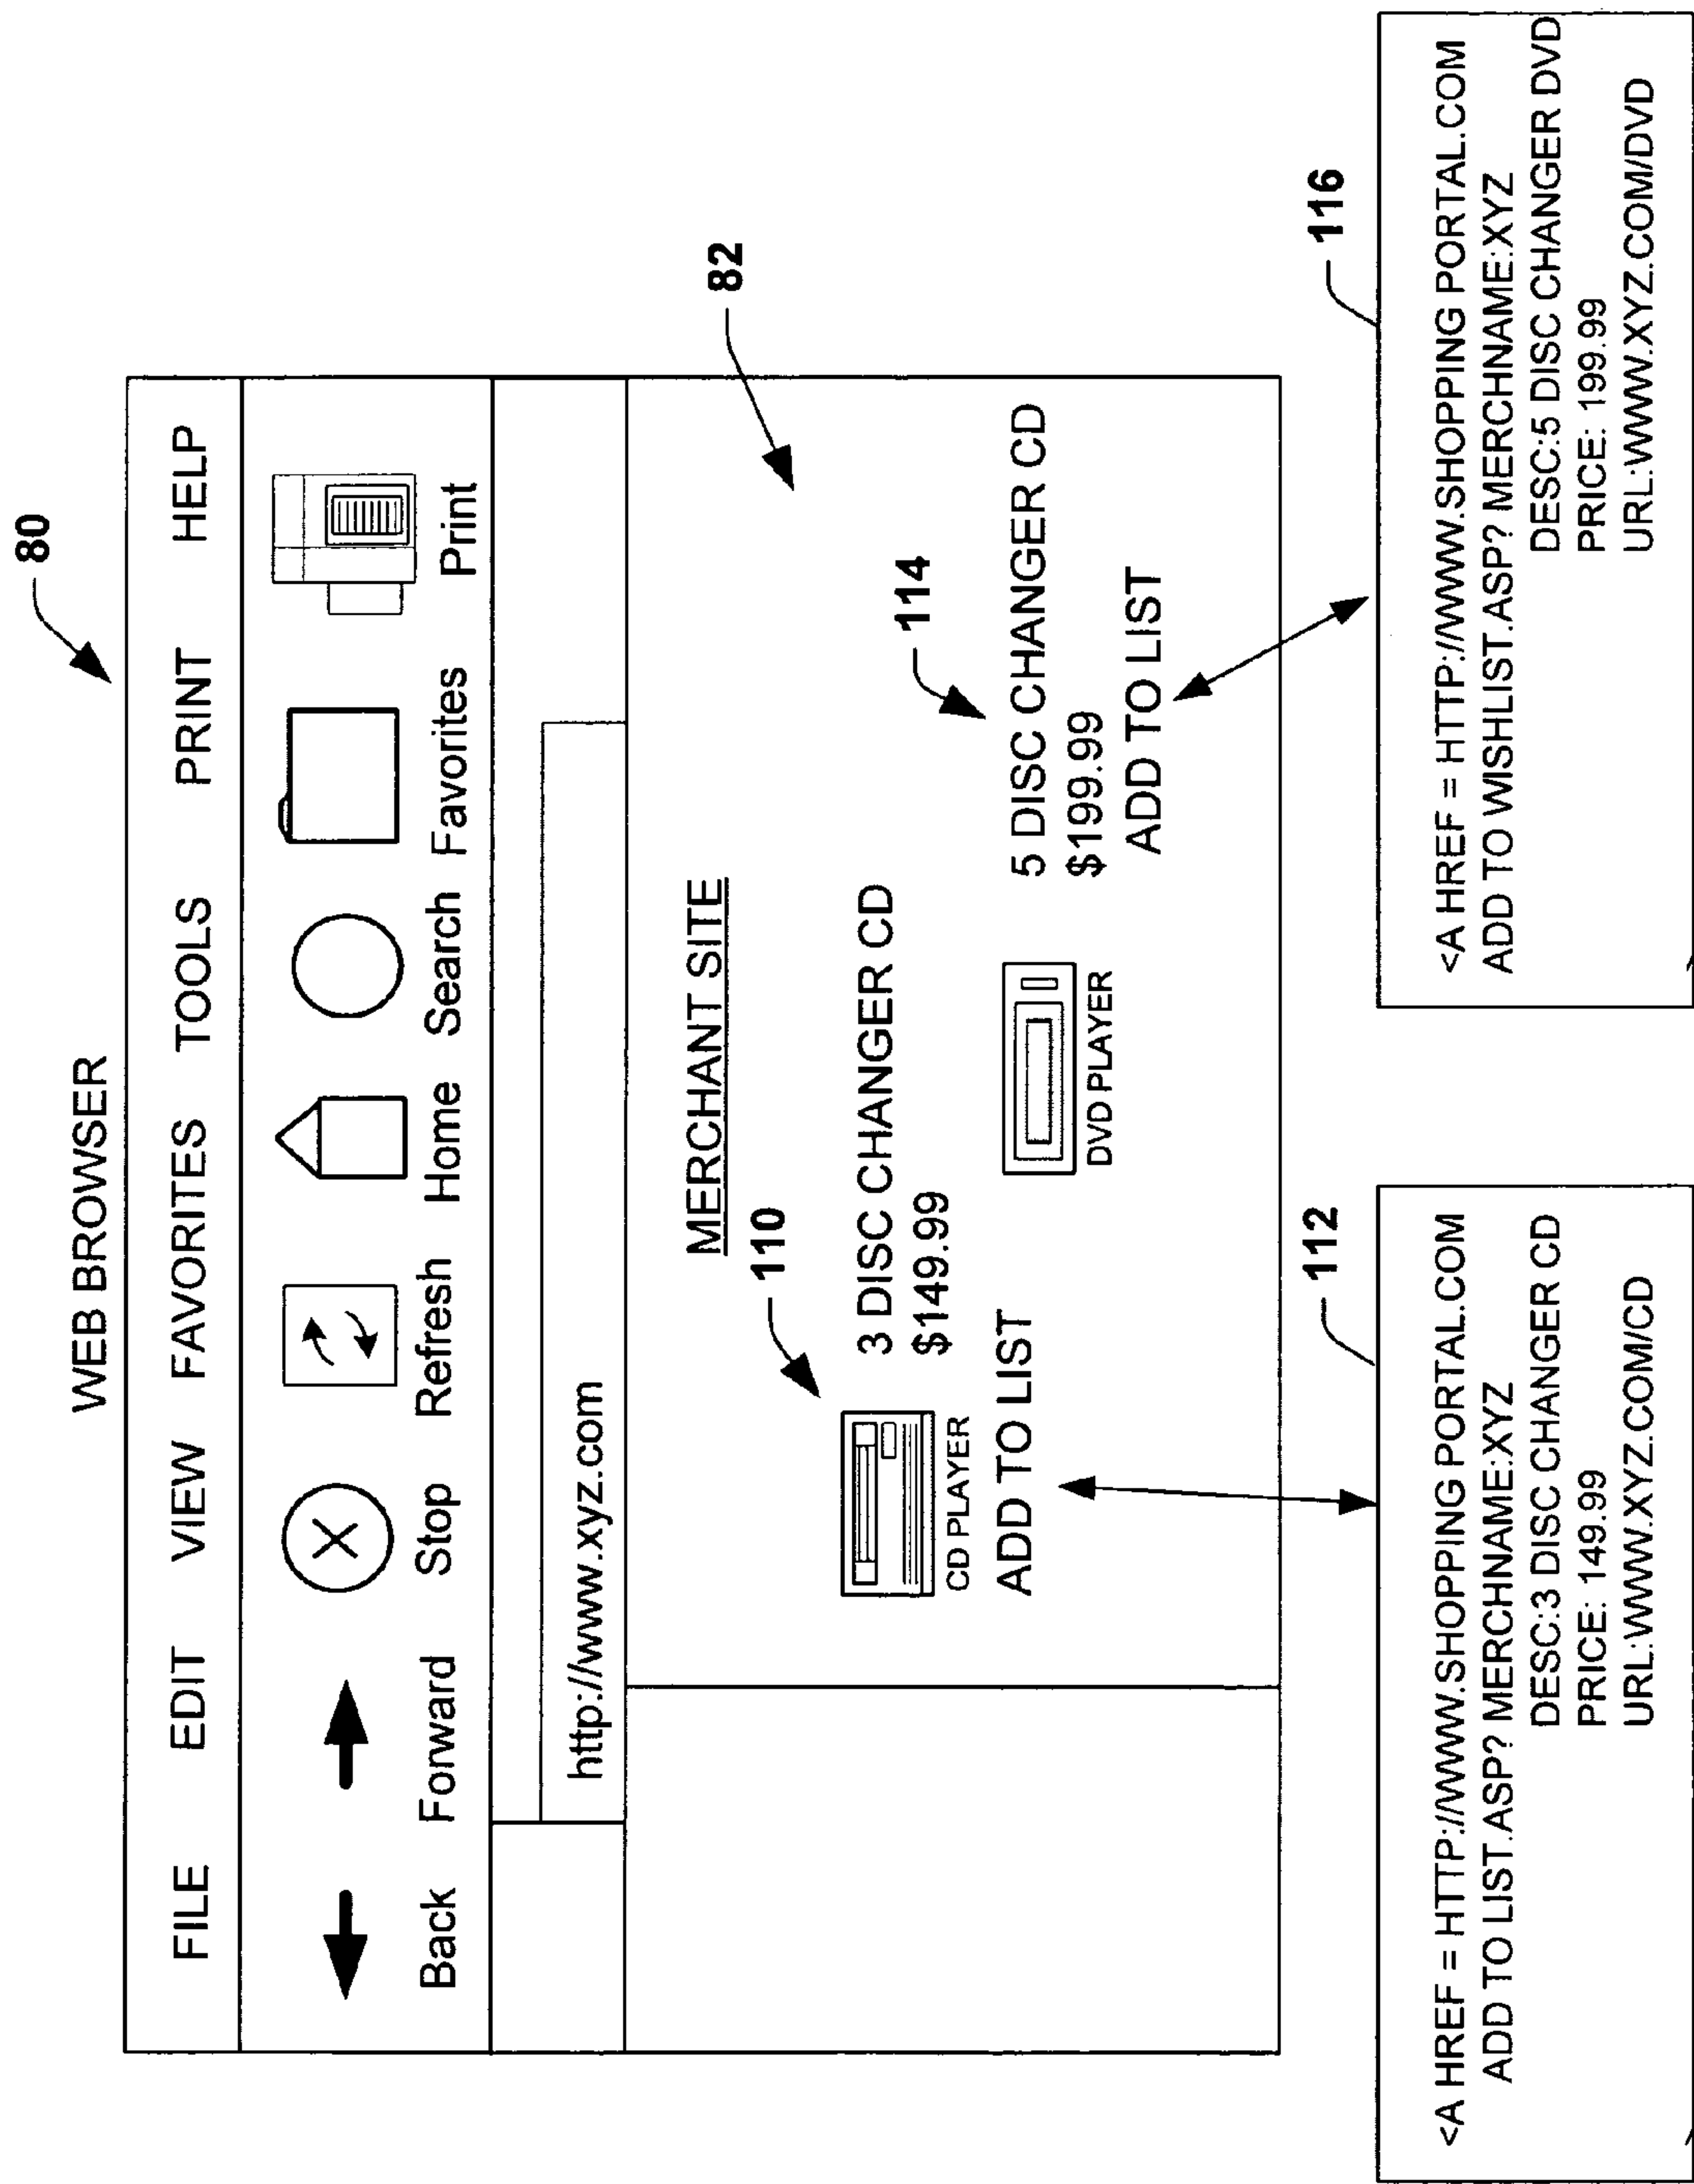 WEB BROWSER
80
FILE EDIT VIEW FAVORITES TOOLS PRINT HELP
Back Forward Stop Refresh Home Search Favorites Print
http://www.xyz.com
82
MERCHANT SITE
110
3 DISC CHANGER CD
$149.99
CD PLAYER
ADD TO LIST
114
5 DISC CHANGER CD
$199.99
DVD PLAYER
ADD TO LIST
112
<A HREF = HTTP://WWW.SHOPPING PORTAL.COM
ADD TO LIST.ASP? MERCHNAME:XYZ
DESC:3 DISC CHANGER CD
PRICE: 149.99
URL:WWW.XYZ.COM/CD
116
<A HREF = HTTP://WWW.SHOPPING PORTAL.COM
ADD TO WISHLIST.ASP? MERCHNAME:XYZ
DESC:5 DISC CHANGER DVD
PRICE: 199.99
URL:WWW.XYZ.COM/DVD